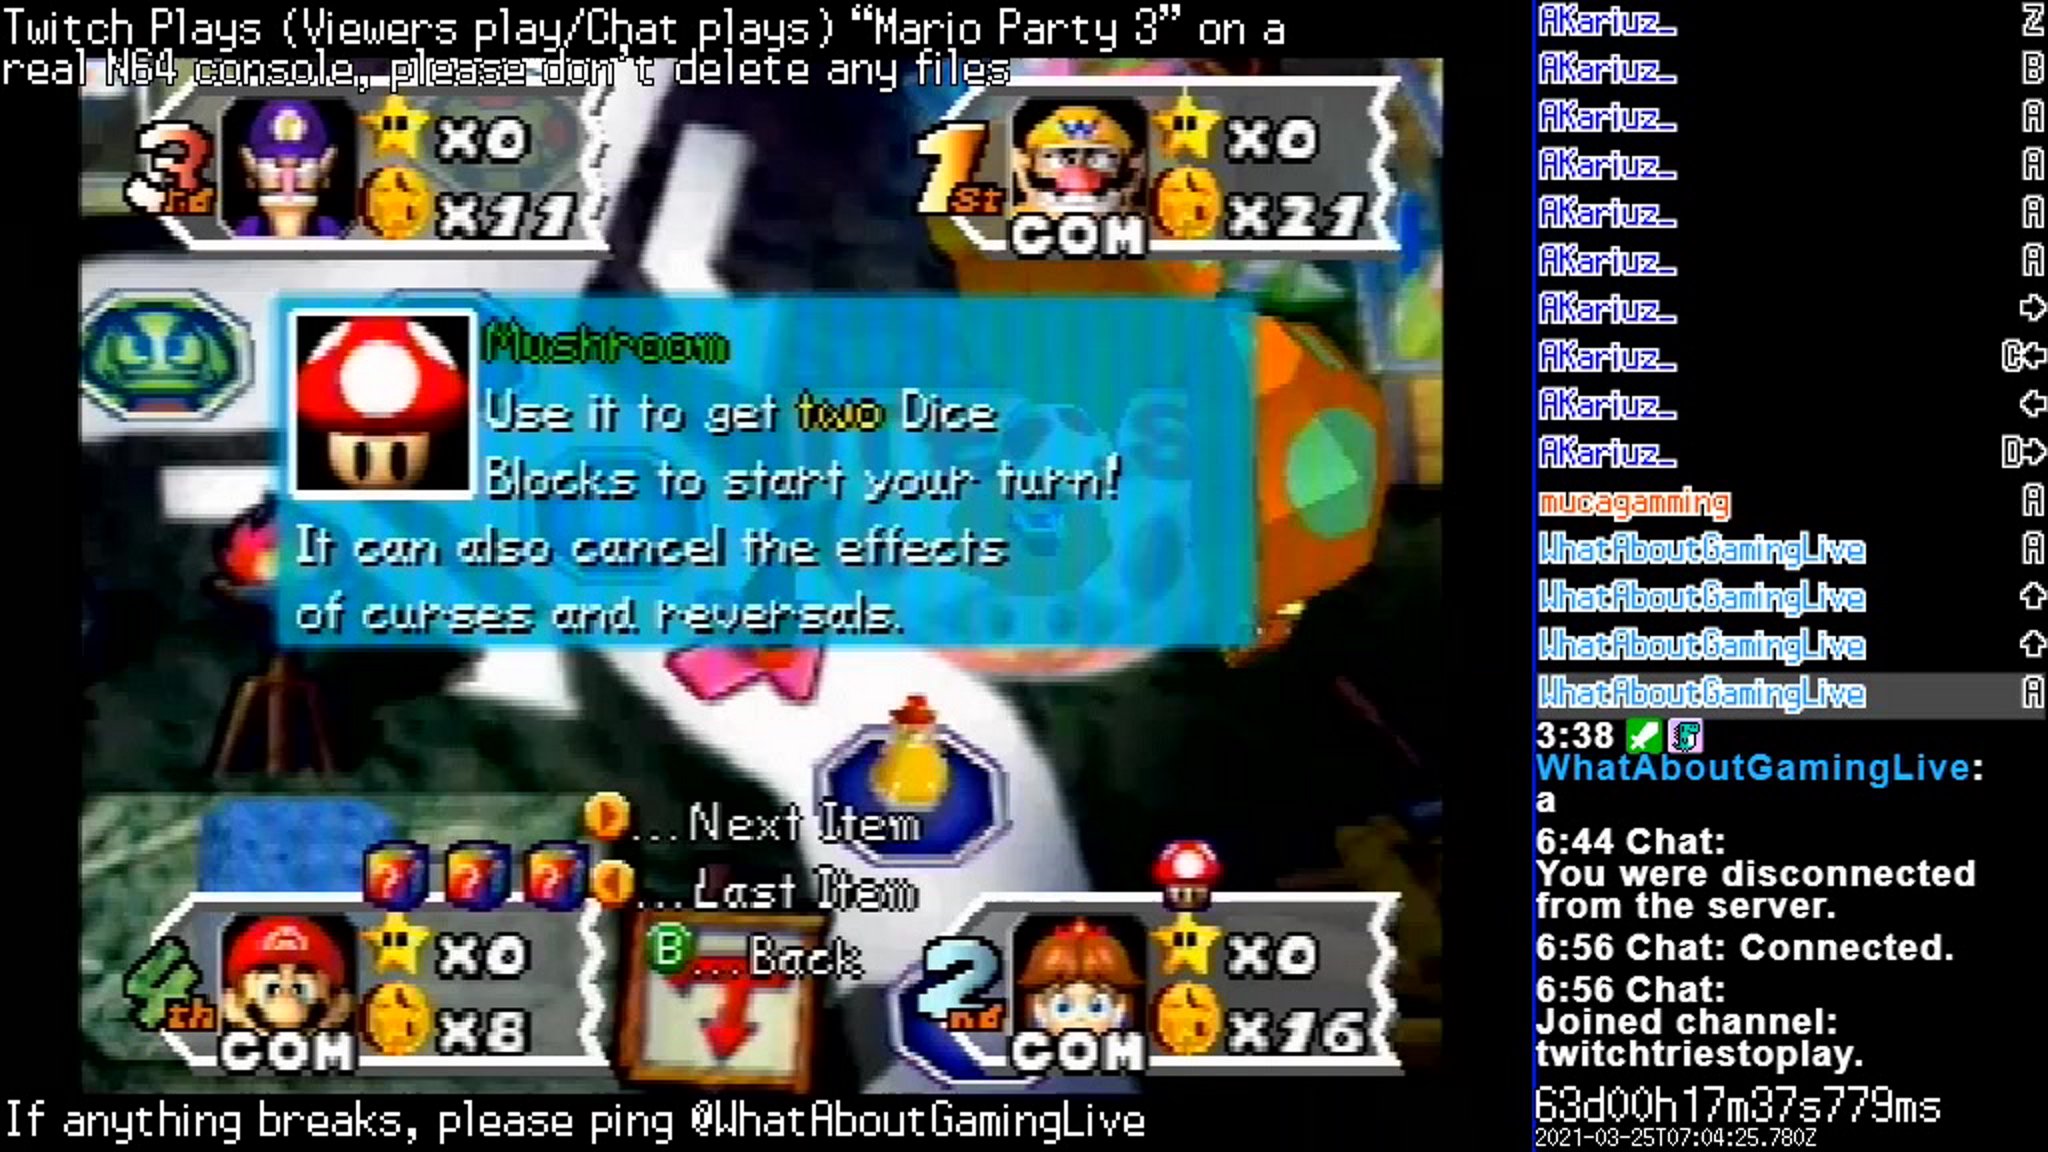 Twitch Plays (Viewers play/Chat plays) “Mario Party 3” on a
real N64 console, please don't delete any files
3rd
x0
x11
1st
x0
x21
COM
Mushroom
Use it to get two Dice
Blocks to start your turn!
It can also cancel the effects
of curses and reversals.
...Next Item
...Last Item
B...Back
? ? ?
4th
x0
x8
COM
2nd
x0
x16
COM
If anything breaks, please ping @WhatAboutGamingLive
AKariuz_ Z
AKariuz_ B
AKariuz_ A
AKariuz_ A
AKariuz_ A
AKariuz_ A
AKariuz_ →
AKariuz_ C←
AKariuz_ ←
AKariuz_ D→
mucagamming A
WhatAboutGamingLive A
WhatAboutGamingLive ↑
WhatAboutGamingLive ↑
WhatAboutGamingLive A
3:38
WhatAboutGamingLive:
a
6:44 Chat:
You were disconnected
from the server.
6:56 Chat: Connected.
6:56 Chat:
Joined channel:
twitchtriestoplay.
63d00h17m37s779ms
2021-03-25T07:04:25.780Z